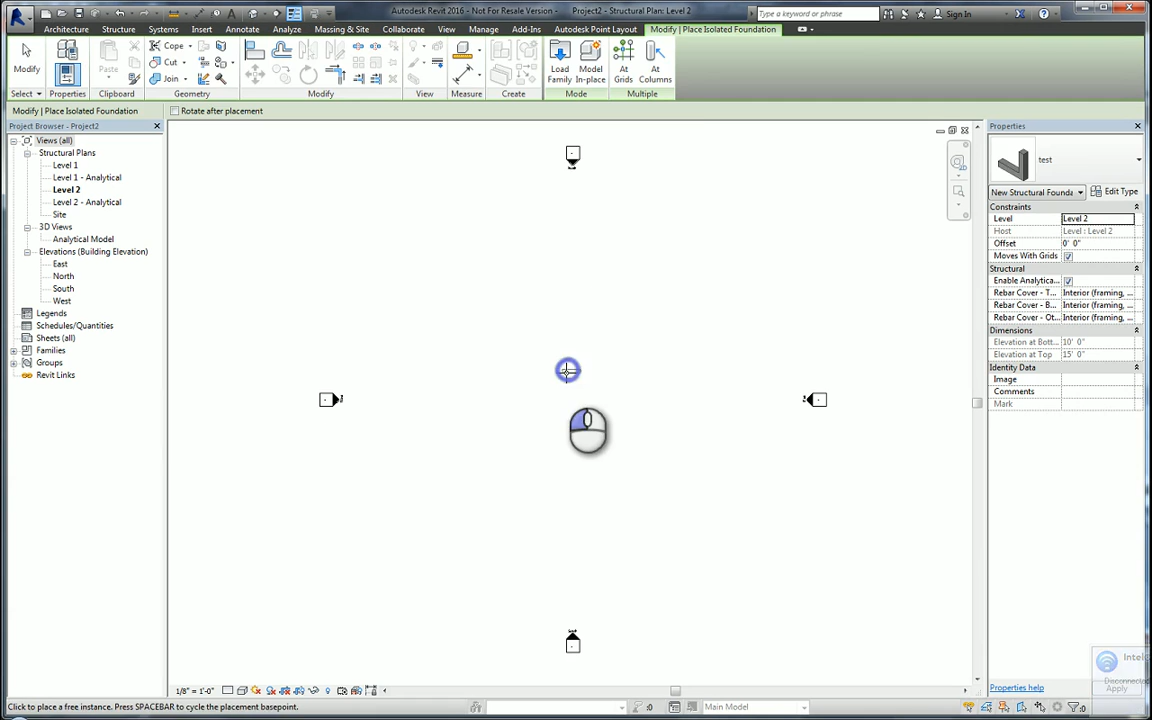 Autodesk Revit 2016 - Not For Resale Version - Project2 - Structural Plan: Level 2
Type a keyword or phrase
Sign In
Architecture Structure Systems Insert Annotate Analyze Massing & Site Collaborate View Manage Add-Ins Autodesk Point Layout Modify | Place Isolated Foundation
Modify
Properties
Paste
Cope
Cut
Join
Load Family
Model In-place
At Grids
At Columns
Select Properties Clipboard Geometry Modify View Measure Create Mode Multiple
Modify | Place Isolated Foundation
Rotate after placement
Project Browser - Project2
Views (all)
Structural Plans
Level 1
Level 1 - Analytical
Level 2
Level 2 - Analytical
Site
3D Views
Analytical Model
Elevations (Building Elevation)
East
North
South
West
Legends
Schedules/Quantities
Sheets (all)
Families
Groups
Revit Links
Properties
test
New Structural Founda
Edit Type
Constraints
Level Level 2
Host Level : Level 2
Offset 0' 0"
Moves With Grids
Structural
Enable Analytica...
Rebar Cover - T... Interior (framing, ...
Rebar Cover - B... Interior (framing, ...
Rebar Cover - Ot... Interior (framing, ...
Dimensions
Elevation at Bott... 10' 0"
Elevation at Top 15' 0"
Identity Data
Image
Comments
Mark
Properties help
Apply
1/8" = 1'-0"
Click to place a free instance. Press SPACEBAR to cycle the placement basepoint.
:0
Main Model
:0